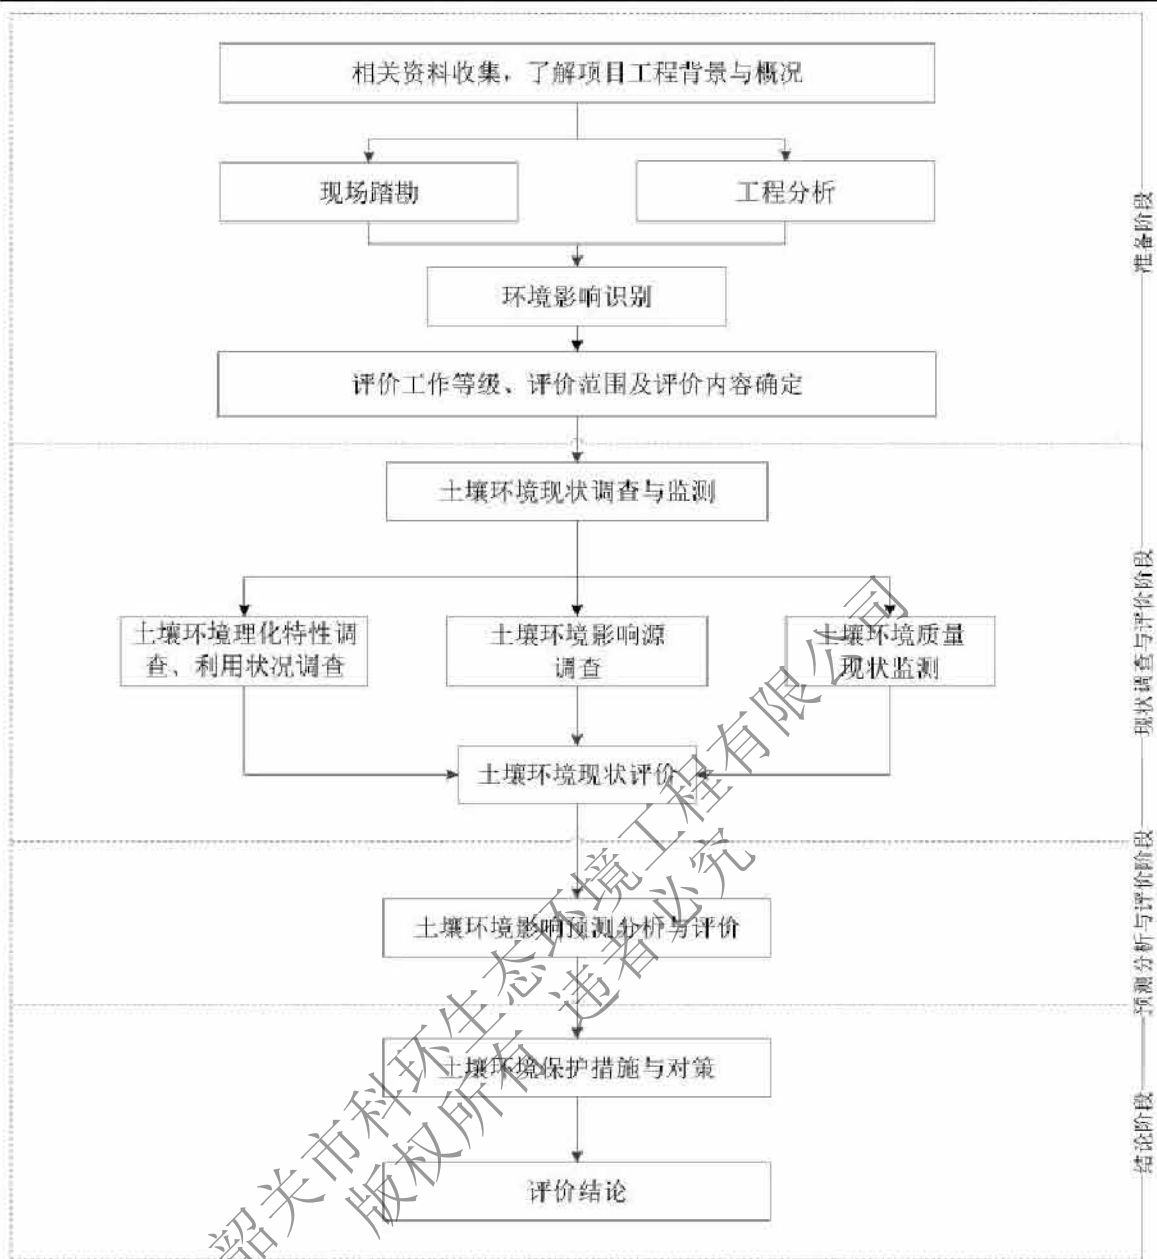 相关资料收集，了解项目工程背景与概况
现场踏勘
工程分析
准备阶段
环境影响识别
评价工作等级、评价范围及评价内容确定
土壤环境现状调查与监测
土壤环境理化特性调
查、利用状况调查
土壤环境影响源
调查
土壤环境质量
现状监测
现状调查与评价阶段
土壤环境现状评价
土壤环境影响预测分析与评价
预测分析与评价阶段
土壤环境保护措施与对策
评价结论
结论阶段
韶关市科环生态环境工程有限公司
版权所有 违者必究